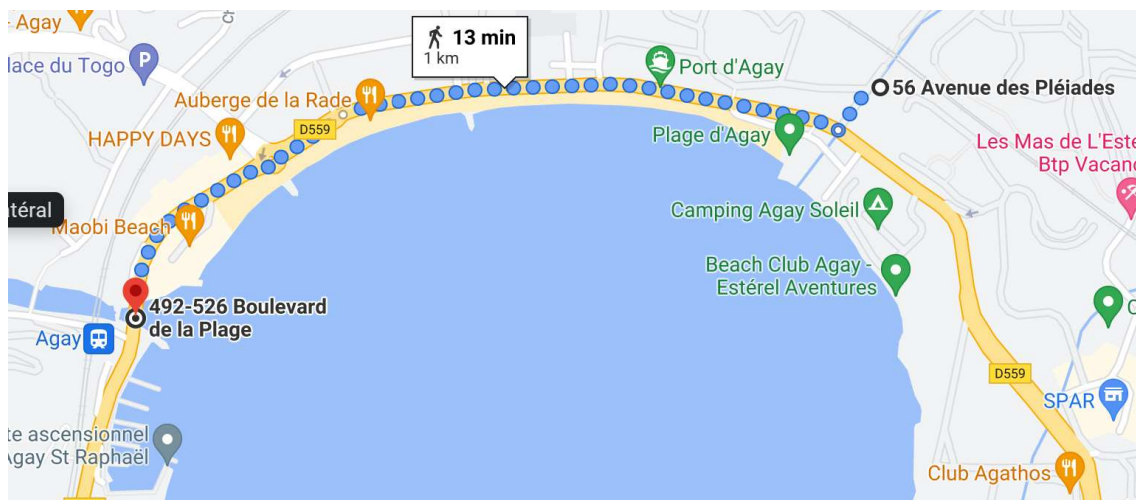 - Agay
13 min
1 km
Place du Togo
P
Port d'Agay
56 Avenue des Pléiades
Auberge de la Rade
D559
HAPPY DAYS
Plage d'Agay
Les Mas de L'Este
Btp Vacanc
atéral
Camping Agay Soleil
Maobi Beach
Beach Club Agay -
Estérel Aventures
492-526 Boulevard
de la Plage
Agay
D559
SPAR
te ascensionnel
Agay St Raphaël
Club Agathos